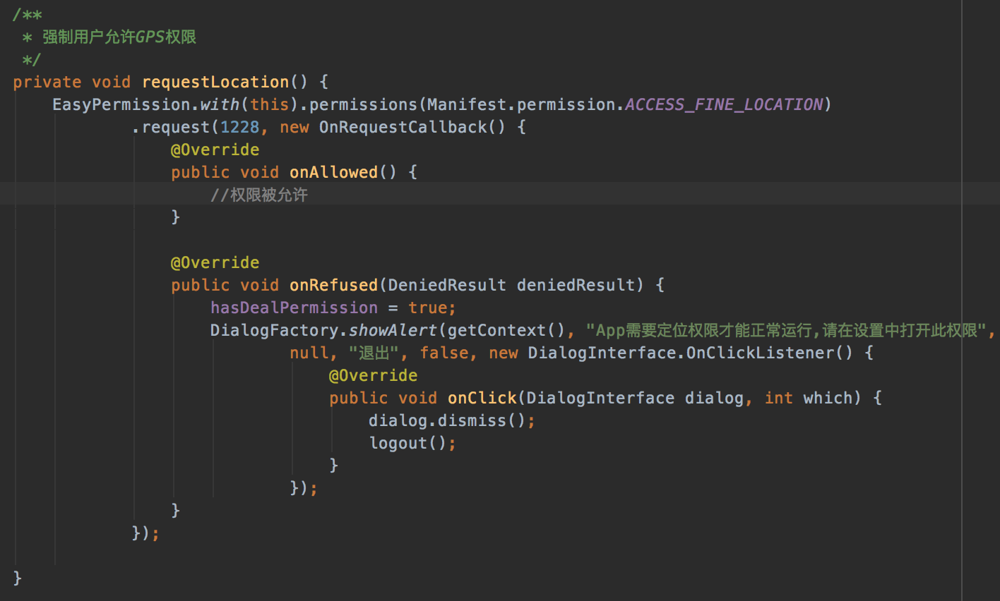 /**
 * 强制用户允许GPS权限
 */
private void requestLocation() {
    EasyPermission.with(this).permissions(Manifest.permission.ACCESS_FINE_LOCATION)
            .request(1228, new OnRequestCallback() {
                @Override
                public void onAllowed() {
                    //权限被允许
                }

                @Override
                public void onRefused(DeniedResult deniedResult) {
                    hasDealPermission = true;
                    DialogFactory.showAlert(getContext(), "App需要定位权限才能正常运行,请在设置中打开此权限",
                            null, "退出", false, new DialogInterface.OnClickListener() {
                                @Override
                                public void onClick(DialogInterface dialog, int which) {
                                    dialog.dismiss();
                                    logout();
                                }
                            });
                }
            });

}